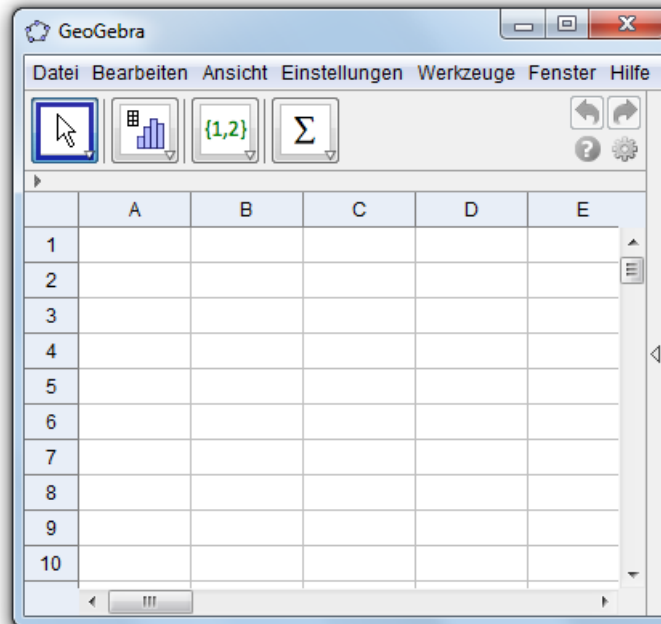 GeoGebra
Datei Bearbeiten Ansicht Einstellungen Werkzeuge Fenster Hilfe
{1,2} Σ
A B C D E
1
2
3
4
5
6
7
8
9
10